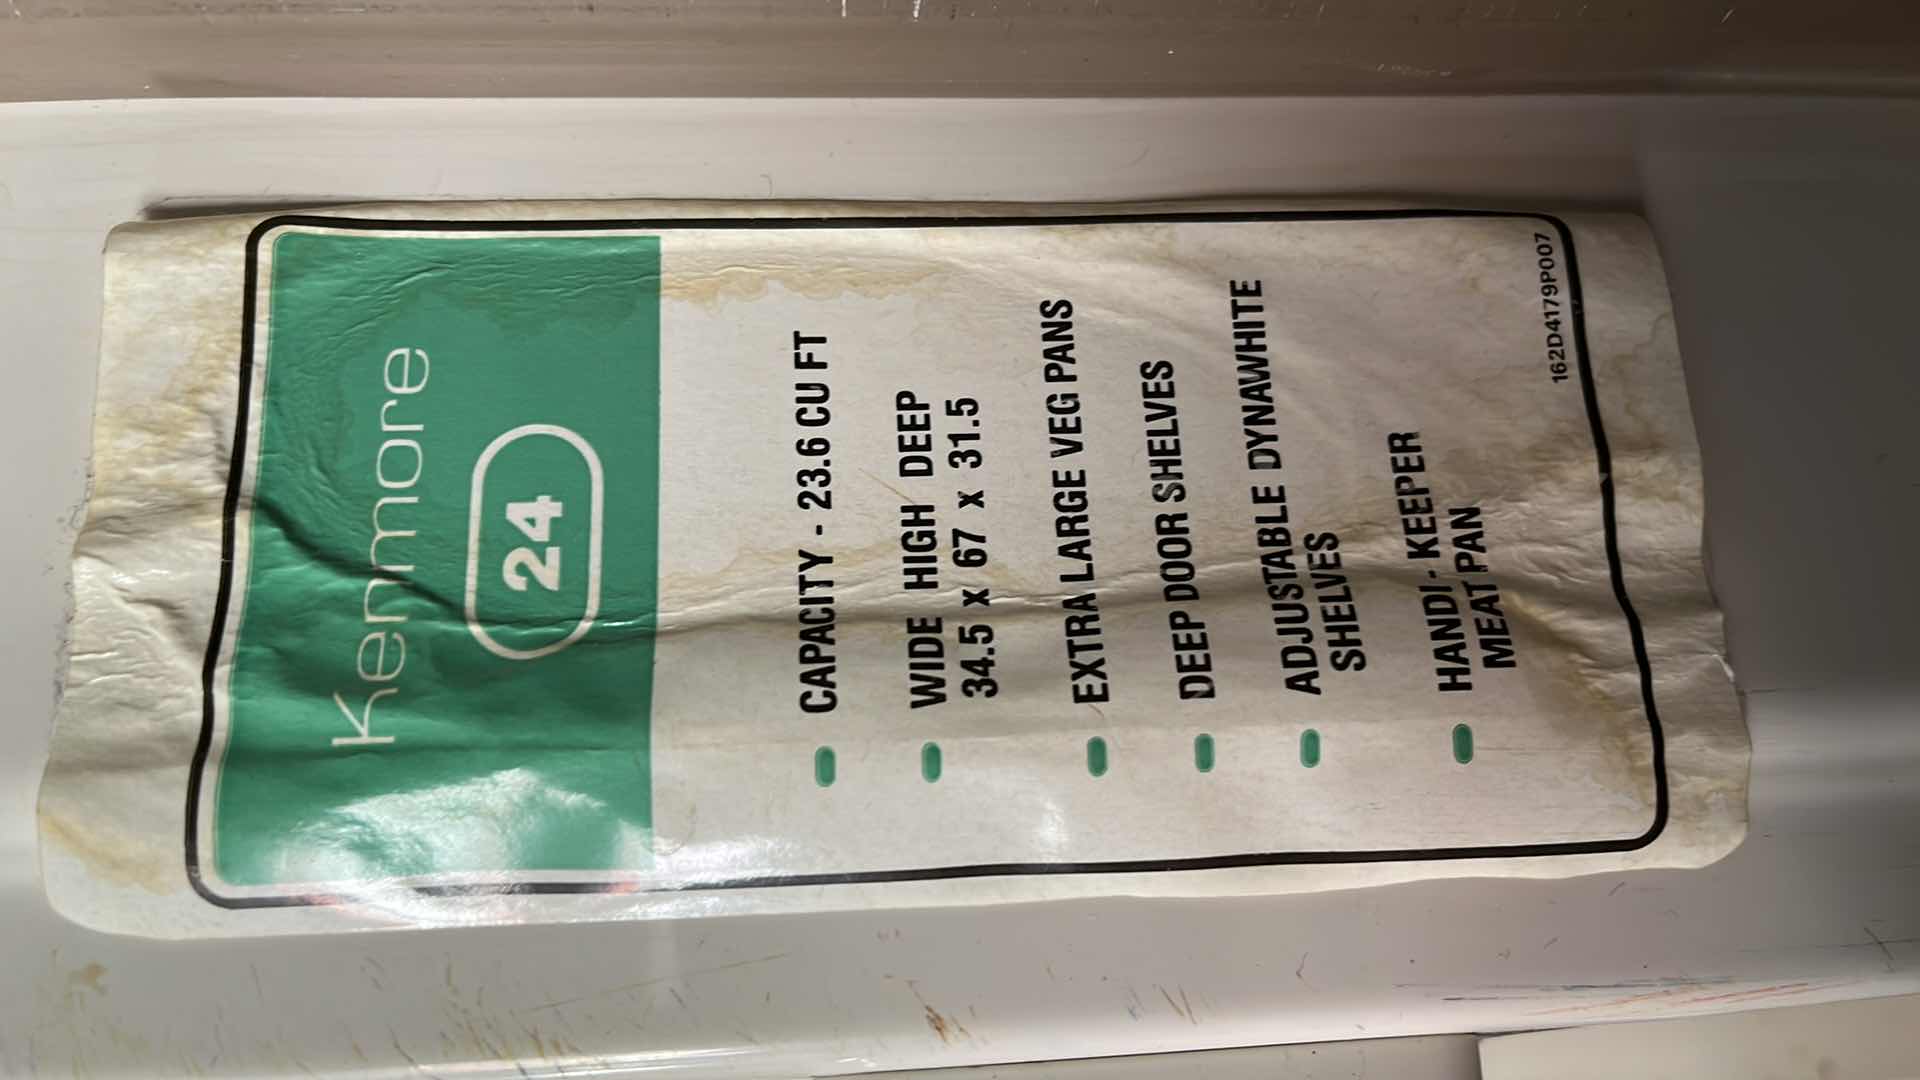 Kenmore
24
CAPACITY - 23.6 CU FT
WIDE HIGH DEEP
34.5 x 67 x 31.5
EXTRA LARGE VEG PANS
DEEP DOOR SHELVES
ADJUSTABLE DYNAWHITE
SHELVES
HANDI - KEEPER
MEAT PAN
162D4179P007